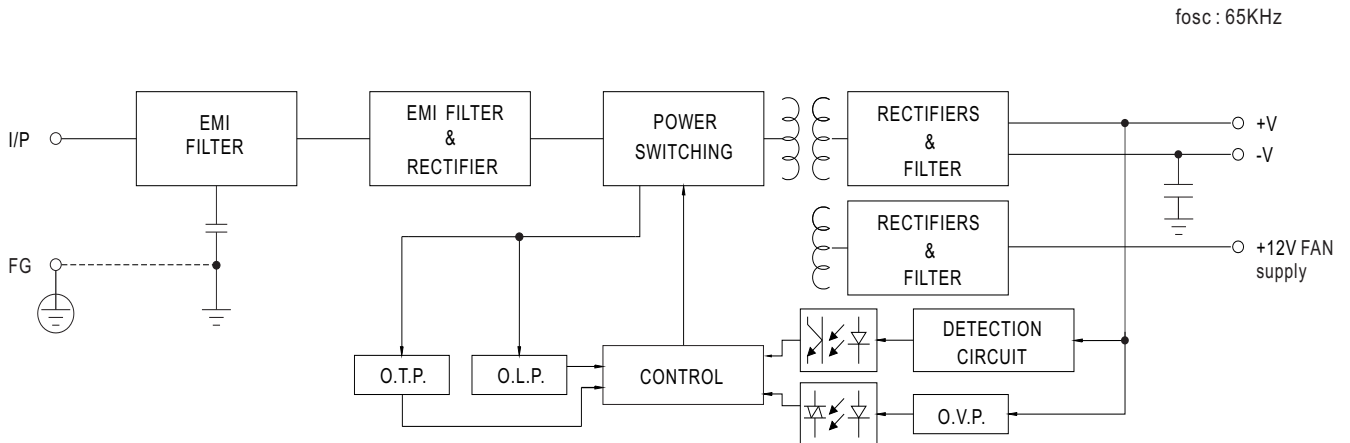 fosc : 65KHz
I/P
EMI
FILTER
EMI FILTER
&
RECTIFIER
POWER
SWITCHING
RECTIFIERS
&
FILTER
+V
-V
RECTIFIERS
&
FILTER
+12V FAN
supply
FG
O.T.P.
O.L.P.
CONTROL
DETECTION
CIRCUIT
O.V.P.